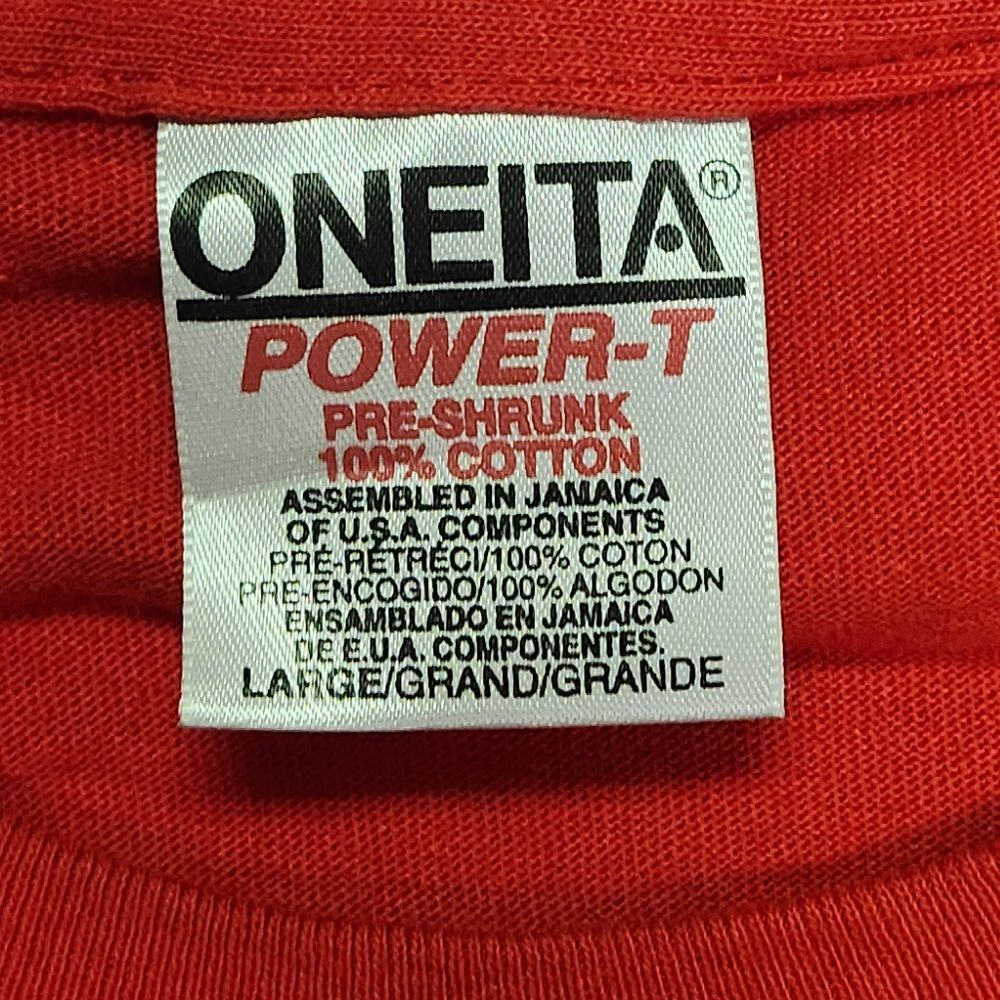 ONEITA®
POWER-T
PRE-SHRUNK
100% COTTON
ASSEMBLED IN JAMAICA
OF U.S.A. COMPONENTS
PRÉ-RÉTRÉCI/100% COTON
PRE-ENCOGIDO/100% ALGODON
ENSAMBLADO EN JAMAICA
DE E.U.A. COMPONENTES.
LARGE/GRAND/GRANDE